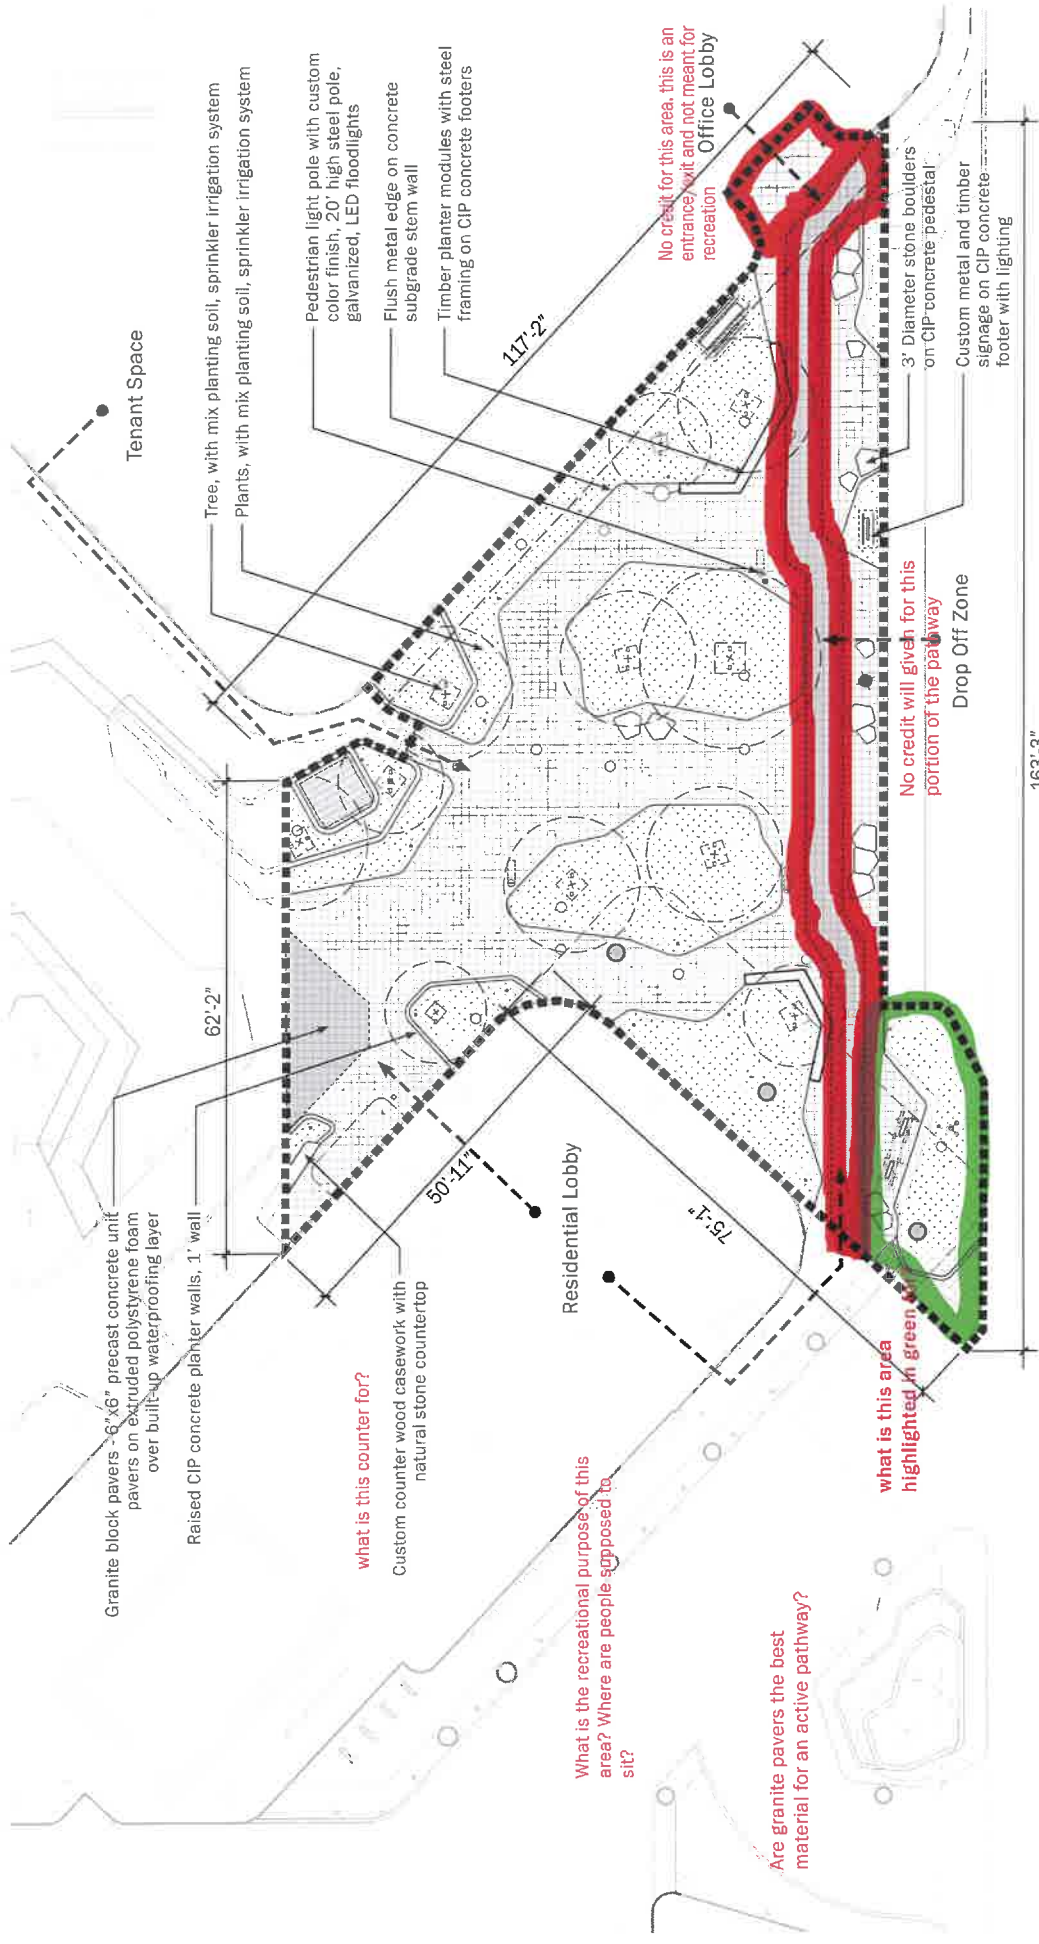 Tenant Space
Tree, with mix planting soil, sprinkler irrigation system
Plants, with mix planting soil, sprinkler irrigation system
Pedestrian light pole with custom
color finish, 20' high steel pole,
galvanized, LED floodlights
Flush metal edge on concrete
subgrade stem wall
Timber planter modules with steel
framing on CIP concrete footers
117'-2"
No credit for this area, this is an
entrance/exit and not meant for
recreation
Office Lobby
3' Diameter stone boulders
on CIP concrete pedestal
Custom metal and timber
signage on CIP concrete
footer with lighting
No credit will given for this
portion of the pathway
Drop Off Zone
163'-3"
62'-2"
Granite block pavers - 6"x6" precast concrete unit
pavers on extruded polystyrene foam
over built-up waterproofing layer
Raised CIP concrete planter walls, 1' wall
50'-11"
75'-1"
Residential Lobby
what is this counter for?
Custom counter wood casework with
natural stone countertop
What is the recreational purpose of this
area? Where are people supposed to
sit?
what is this area
highlighted in green
Are granite pavers the best
material for an active pathway?